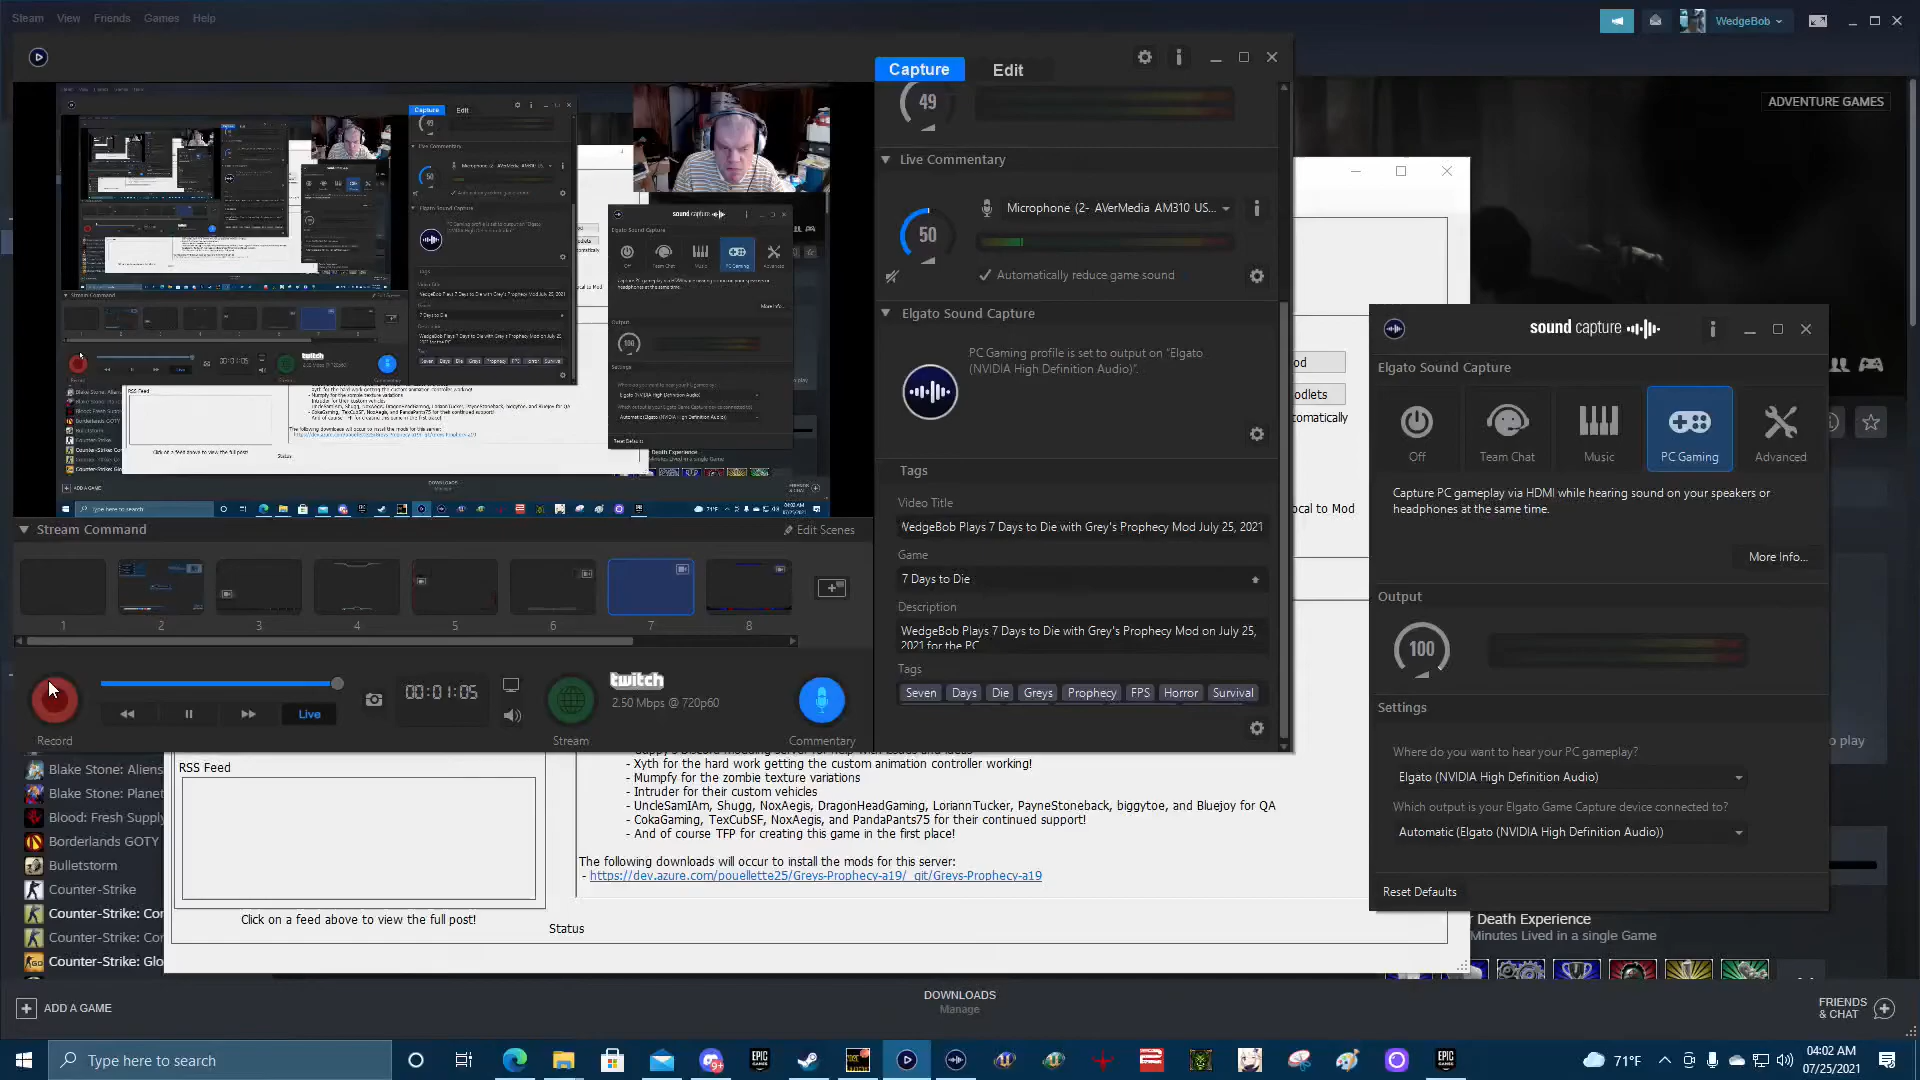 Steam View Friends Games Help
WedgeBob
Capture Edit
ADVENTURE GAMES
49
Live Commentary
Microphone (2- AVerMedia AM310 US...
50
Automatically reduce game sound
Elgato Sound Capture
PC Gaming profile is set to output on "Elgato
(NVIDIA High Definition Audio)".
Tags
Video Title
WedgeBob Plays 7 Days to Die with Grey's Prophecy Mod July 25, 2021
Game
7 Days to Die
Description
WedgeBob Plays 7 Days to Die with Grey's Prophecy Mod on July 25,
2021 for the PC
Tags
Seven Days Die Greys Prophecy FPS Horror Survival
Stream Command
Edit Scenes
1 2 3 4 5 6 7 8
00:01:05
Live
twitch
2.50 Mbps @ 720p60
Record
Stream
Commentary
sound capture
Elgato Sound Capture
Off Team Chat Music PC Gaming Advanced
Capture PC gameplay via HDMI while hearing sound on your speakers or
headphones at the same time.
More Info...
Output
100
Settings
Where do you want to hear your PC gameplay?
Elgato (NVIDIA High Definition Audio)
Which output is your Elgato Game Capture device connected to?
Automatic (Elgato (NVIDIA High Definition Audio))
Reset Defaults
od
odlets
tomatically
ocal to Mod
o play
Blake Stone: Aliens
Blake Stone: Planet
Blood: Fresh Supply
Borderlands GOTY
Bulletstorm
Counter-Strike
Counter-Strike: Cor
Counter-Strike: Cor
Counter-Strike: Glo
RSS Feed
Click on a feed above to view the full post!
- Xyth for the hard work getting the custom animation controller working!
- Mumpfy for the zombie texture variations
- Intruder for their custom vehicles
- UncleSamIAm, Shugg, NoxAegis, DragonHeadGaming, LoriannTucker, PayneStoneback, biggytoe, and Bluejoy for QA
- CokaGaming, TexCubSF, NoxAegis, and PandaPants75 for their continued support!
- And of course TFP for creating this game in the first place!
The following downloads will occur to install the mods for this server:
- https://dev.azure.com/pouellette25/Greys-Prophecy-a19/_git/Greys-Prophecy-a19
Status
Death Experience
Minutes Lived in a single Game
ADD A GAME
DOWNLOADS
Manage
FRIENDS
& CHAT
Type here to search
71°F
04:02 AM
07/25/2021